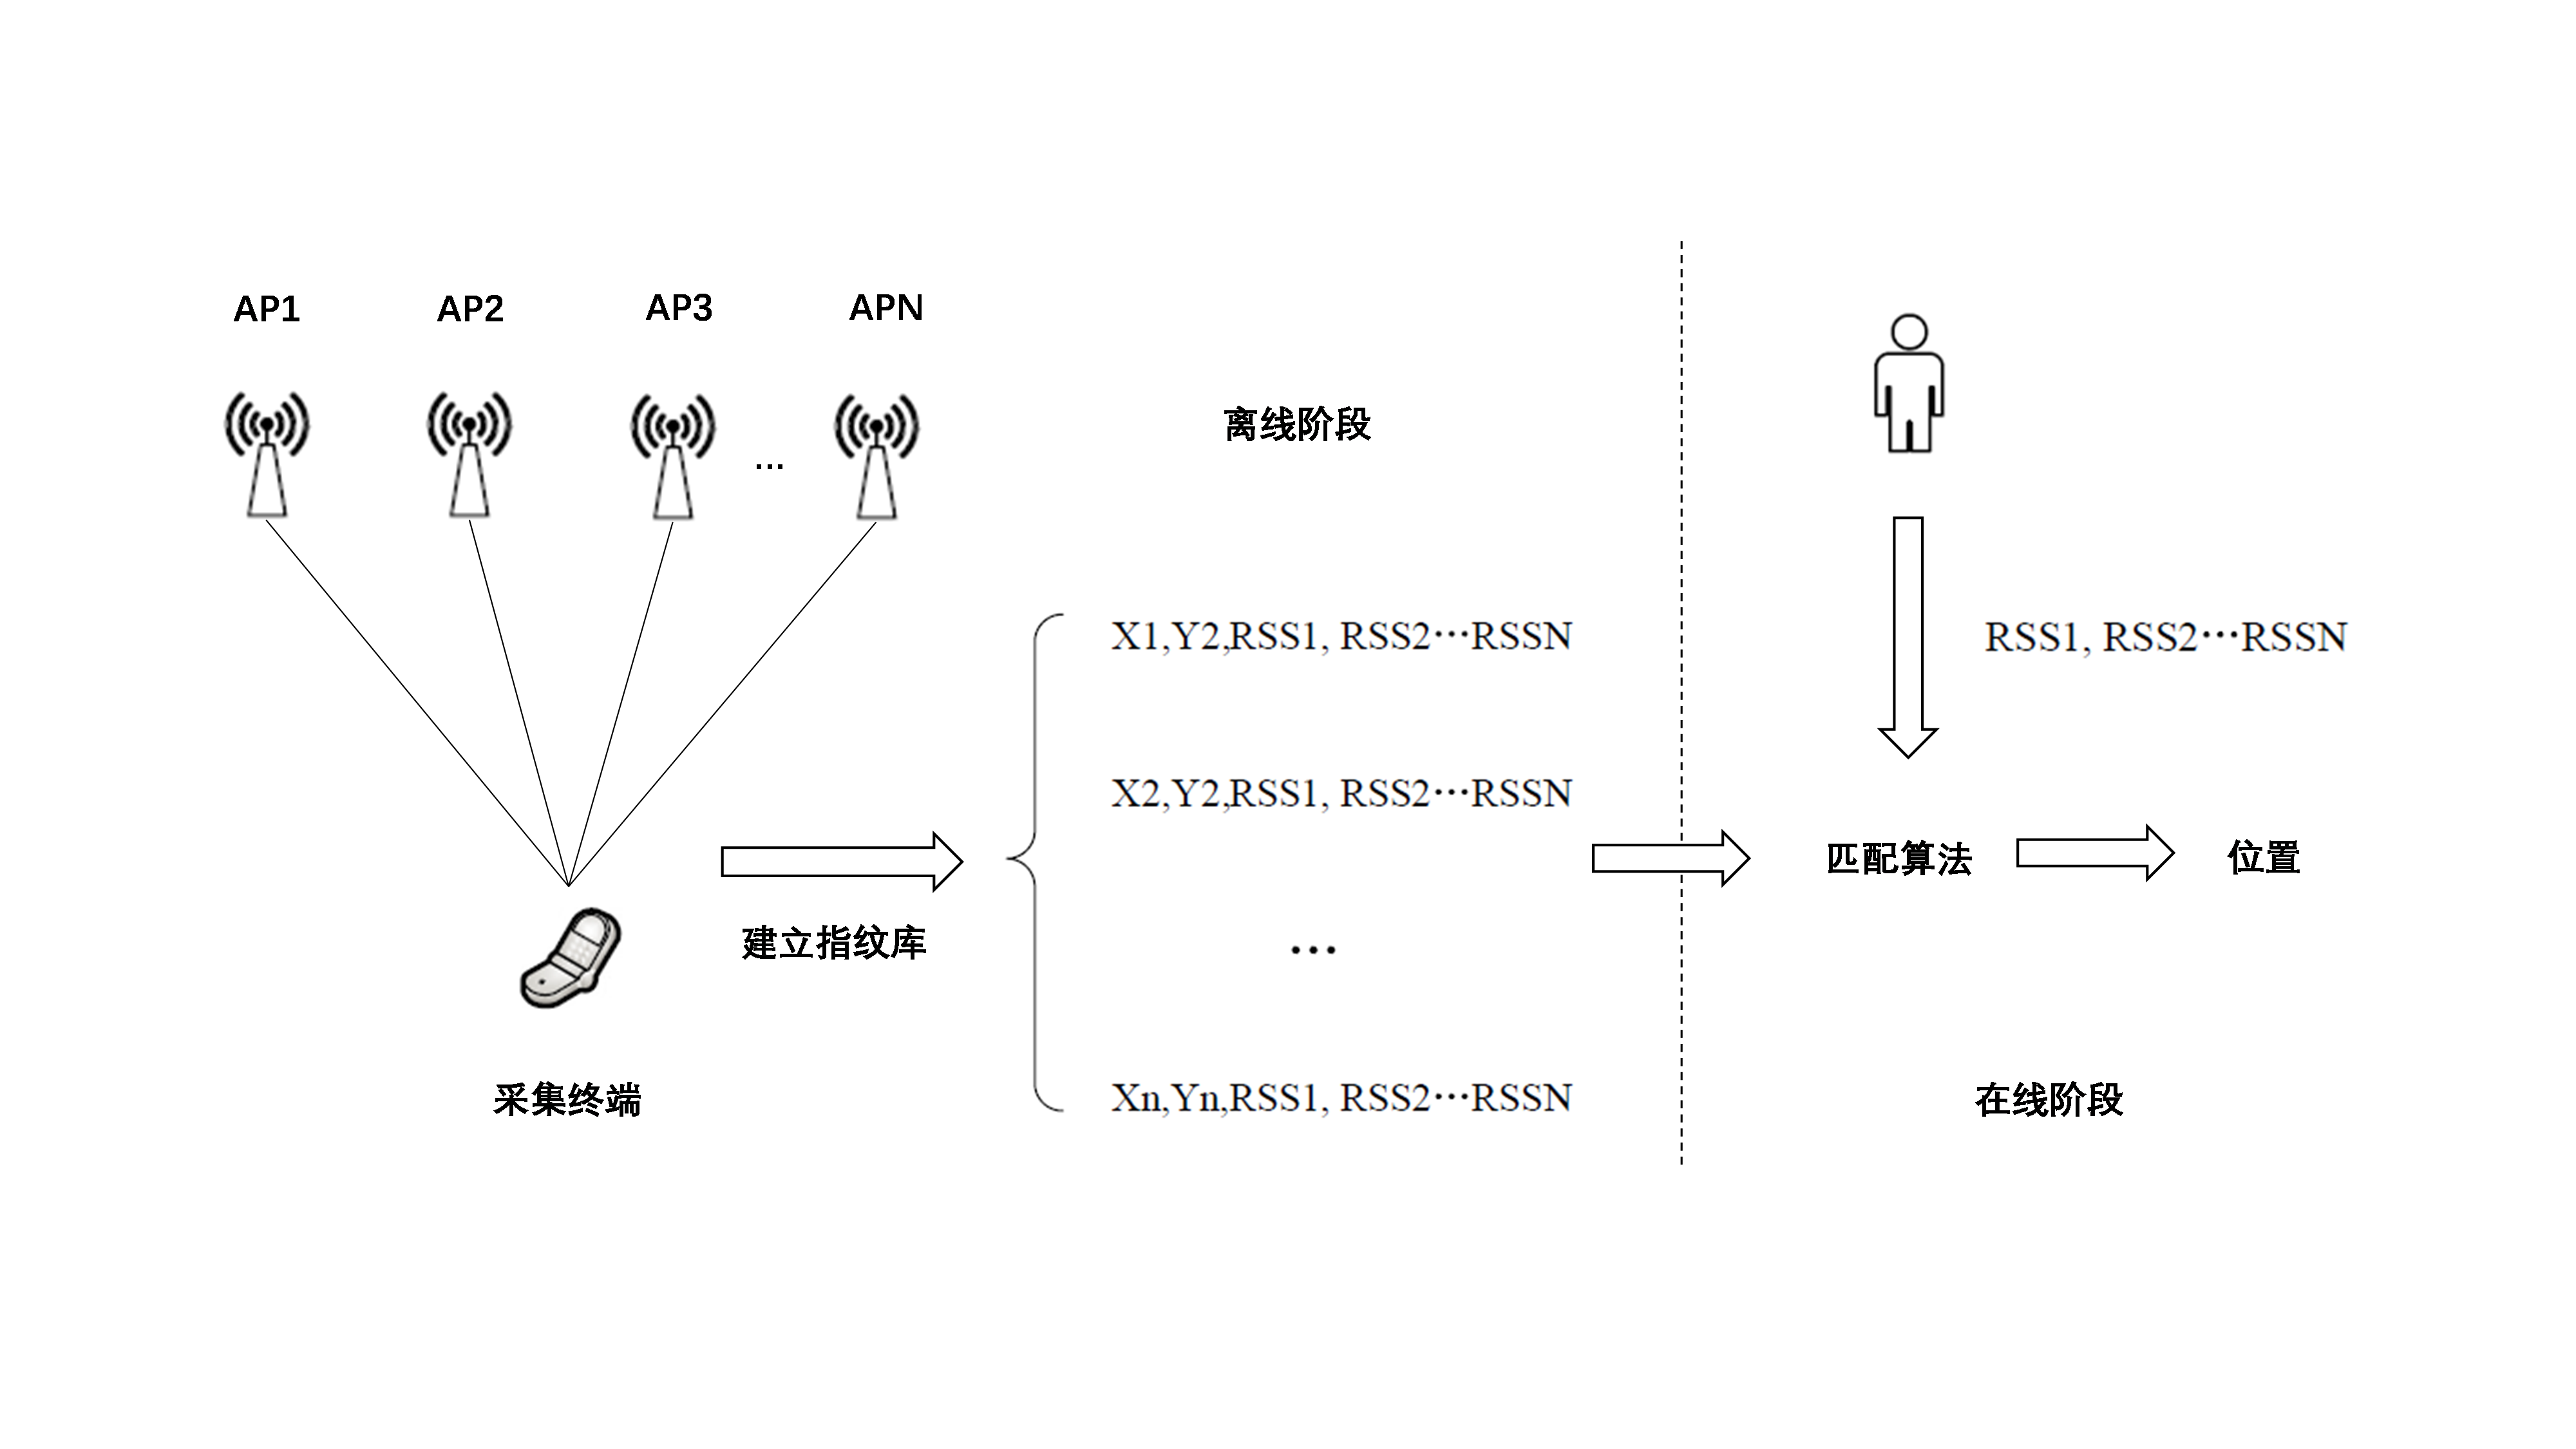 AP1
AP2
AP3
APN
...
离线阶段
X1,Y2,RSS1, RSS2···RSSN
X2,Y2,RSS1, RSS2···RSSN
···
Xn,Yn,RSS1, RSS2···RSSN
建立指纹库
采集终端
RSS1, RSS2···RSSN
匹配算法
位置
在线阶段